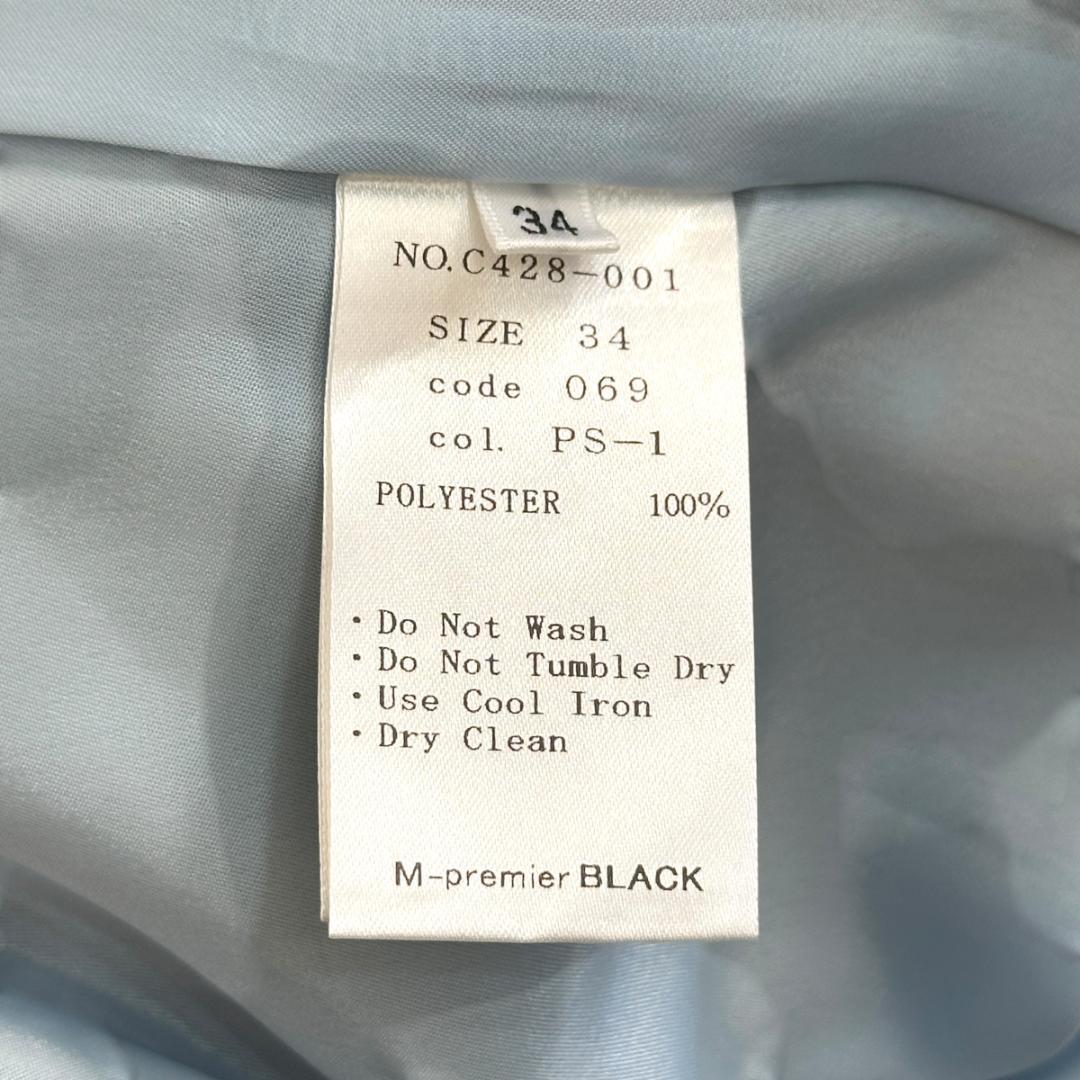 34
NO.C428-001
SIZE 34
code 069
col. PS-1
POLYESTER 100%
・Do Not Wash
・Do Not Tumble Dry
・Use Cool Iron
・Dry Clean
M-premier BLACK